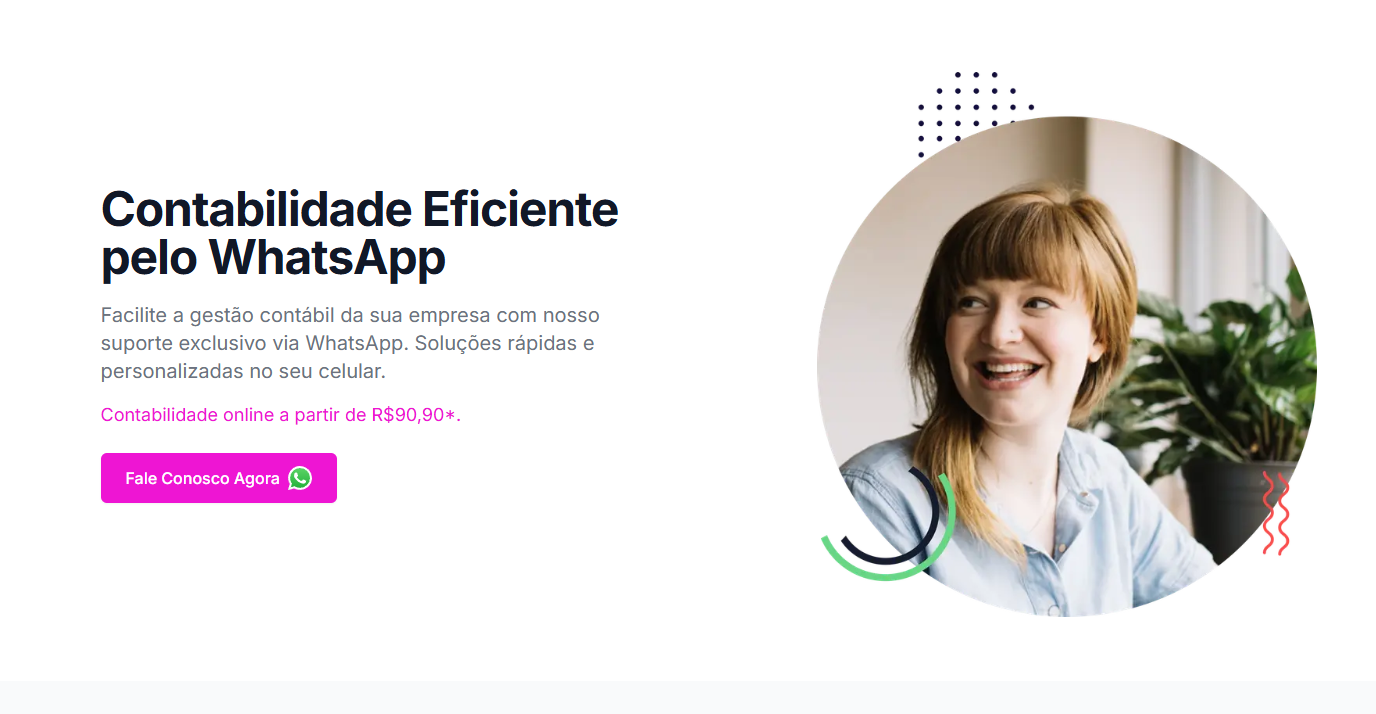 Contabilidade Eficiente
pelo WhatsApp
Facilite a gestão contábil da sua empresa com nosso
suporte exclusivo via WhatsApp. Soluções rápidas e
personalizadas no seu celular.
Contabilidade online a partir de R$90,90*.
Fale Conosco Agora